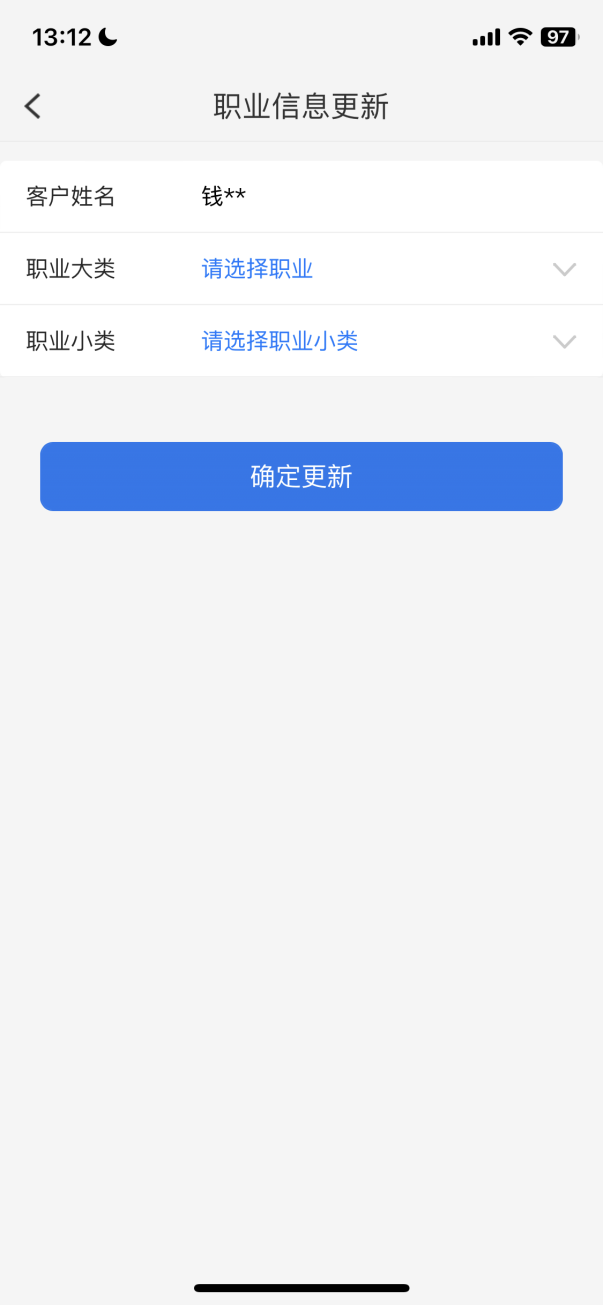 13:12
97
职业信息更新
客户姓名 钱**
职业大类 请选择职业
职业小类 请选择职业小类
确定更新